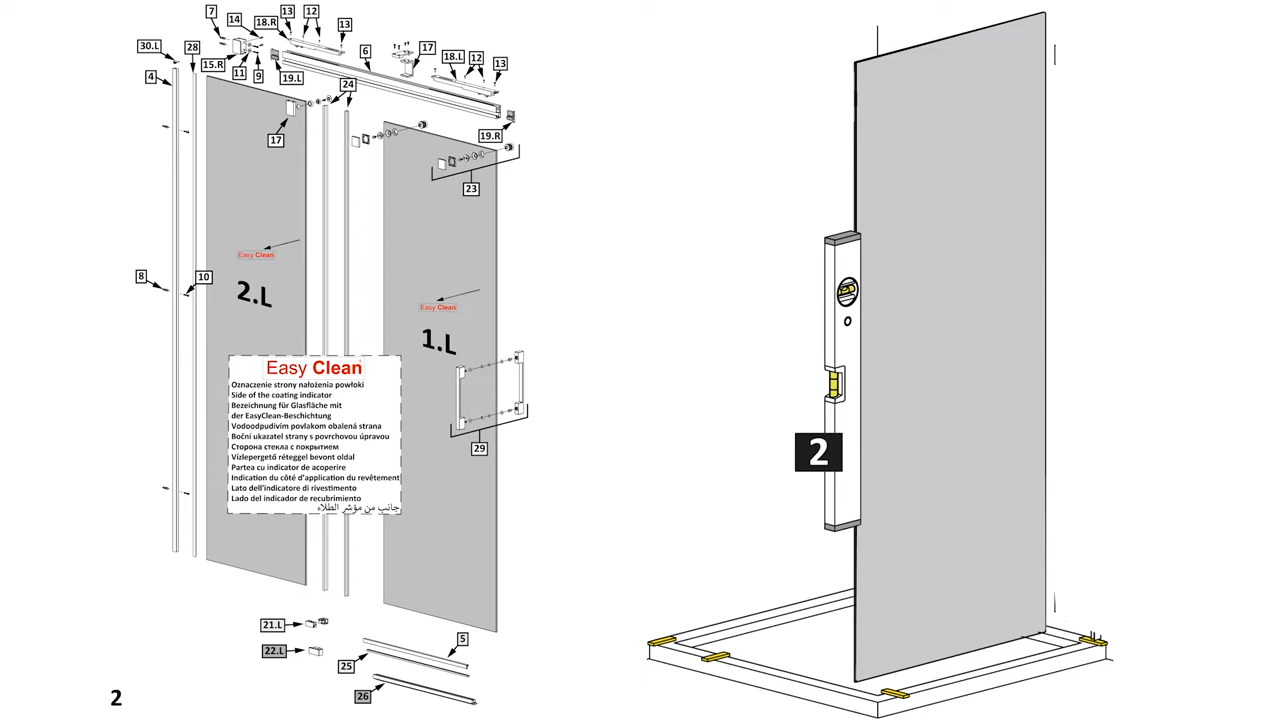 7
14
18.R
13
12
13
30.L
28
15.R
11
9
19.L
6
17
18.L
12
13
4
24
17
19.R
23
Easy Clean
8
10
2.L
Easy Clean
1.L
Easy Clean
Oznaczenie strony nałożenia powłoki
Side of the coating indicator
Bezeichnung für Glasfläche mit
der EasyClean-Beschichtung
Vodoodpudivím povlakom obalená strana
Boční ukazatel strany s povrchovou úpravou
Сторона стекла с покрытием
Vízlepergető réteggel bevont oldal
Partea cu indicator de acoperire
Indication du côté d'application du revêtement
Lato dell'indicatore di rivestimento
Lado del indicador de recubrimiento
جانب من مؤشر الطلاء
29
21.L
22.L
5
25
26
2
2